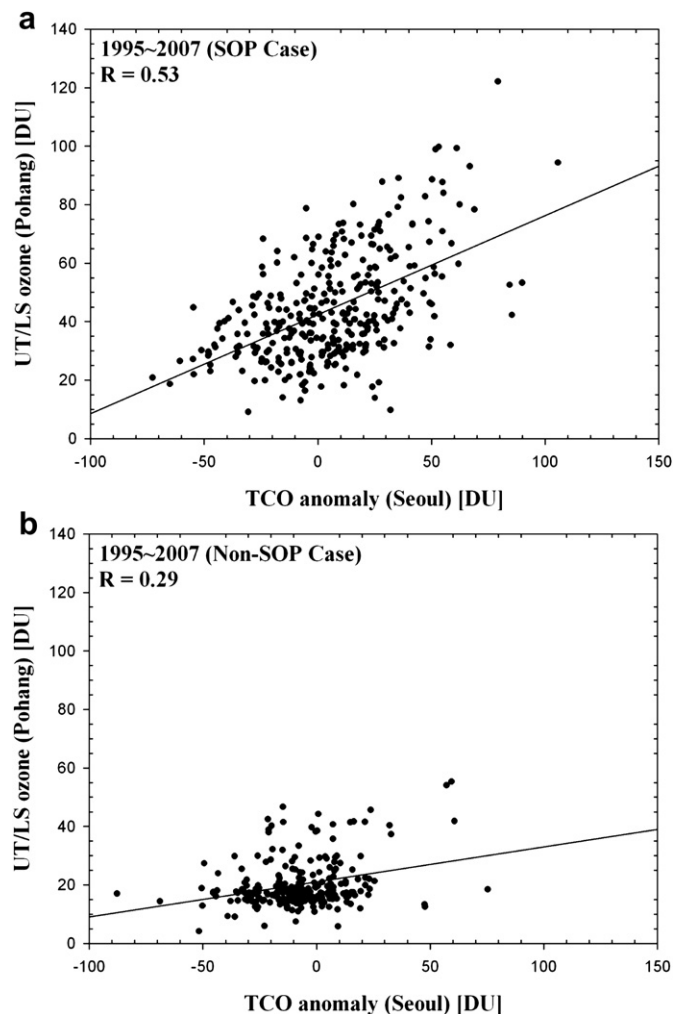 a
1995~2007 (SOP Case)
R = 0.53
UT/LS ozone (Pohang) [DU]
140
120
100
80
60
40
20
0
-100 -50 0 50 100 150
TCO anomaly (Seoul) [DU]
b
1995~2007 (Non-SOP Case)
R = 0.29
UT/LS ozone (Pohang) [DU]
140
120
100
80
60
40
20
0
-100 -50 0 50 100 150
TCO anomaly (Seoul) [DU]